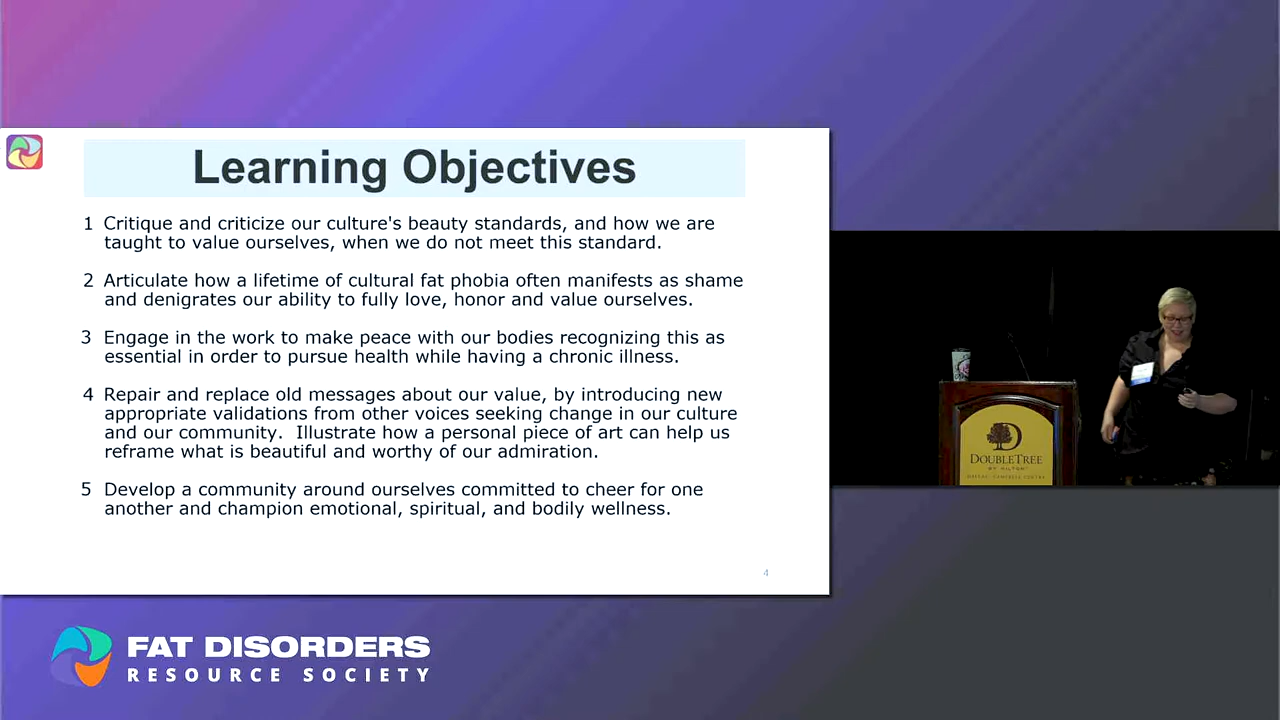 Learning Objectives
1 Critique and criticize our culture's beauty standards, and how we are
taught to value ourselves, when we do not meet this standard.
2 Articulate how a lifetime of cultural fat phobia often manifests as shame
and denigrates our ability to fully love, honor and value ourselves.
3 Engage in the work to make peace with our bodies recognizing this as
essential in order to pursue health while having a chronic illness.
4 Repair and replace old messages about our value, by introducing new
appropriate validations from other voices seeking change in our culture
and our community.  Illustrate how a personal piece of art can help us
reframe what is beautiful and worthy of our admiration.
5 Develop a community around ourselves committed to cheer for one
another and champion emotional, spiritual, and bodily wellness.
4
DOUBLETREE
BY HILTON
DALLAS - CAMPBELL CENTRE
FAT DISORDERS
RESOURCE SOCIETY